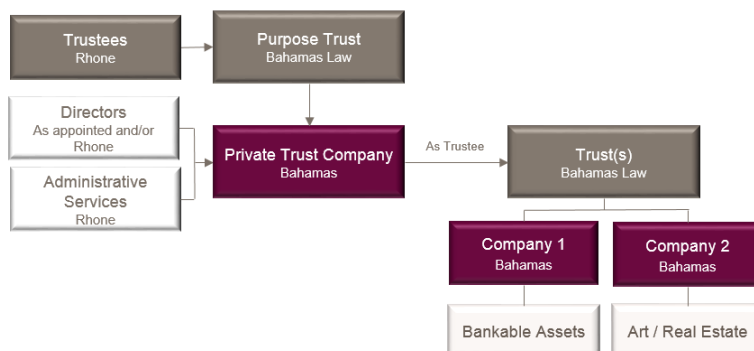 Trustees
Rhone
Purpose Trust
Bahamas Law
Directors
As appointed and/or
Rhone
Administrative
Services
Rhone
Private Trust Company
Bahamas
As Trustee
Trust(s)
Bahamas Law
Company 1
Bahamas
Company 2
Bahamas
Bankable Assets
Art / Real Estate